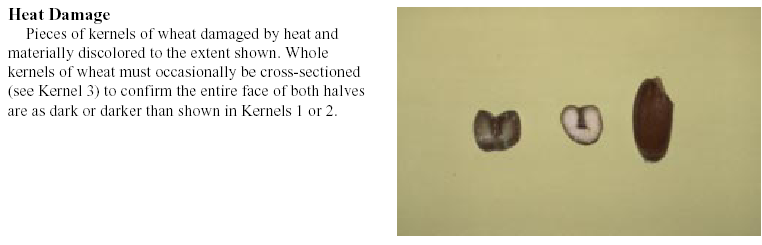 Heat Damage
Pieces of kernels of wheat damaged by heat and
materially discolored to the extent shown. Whole
kernels of wheat must occasionally be cross-sectioned
(see Kernel 3) to confirm the entire face of both halves
are as dark or darker than shown in Kernels 1 or 2.